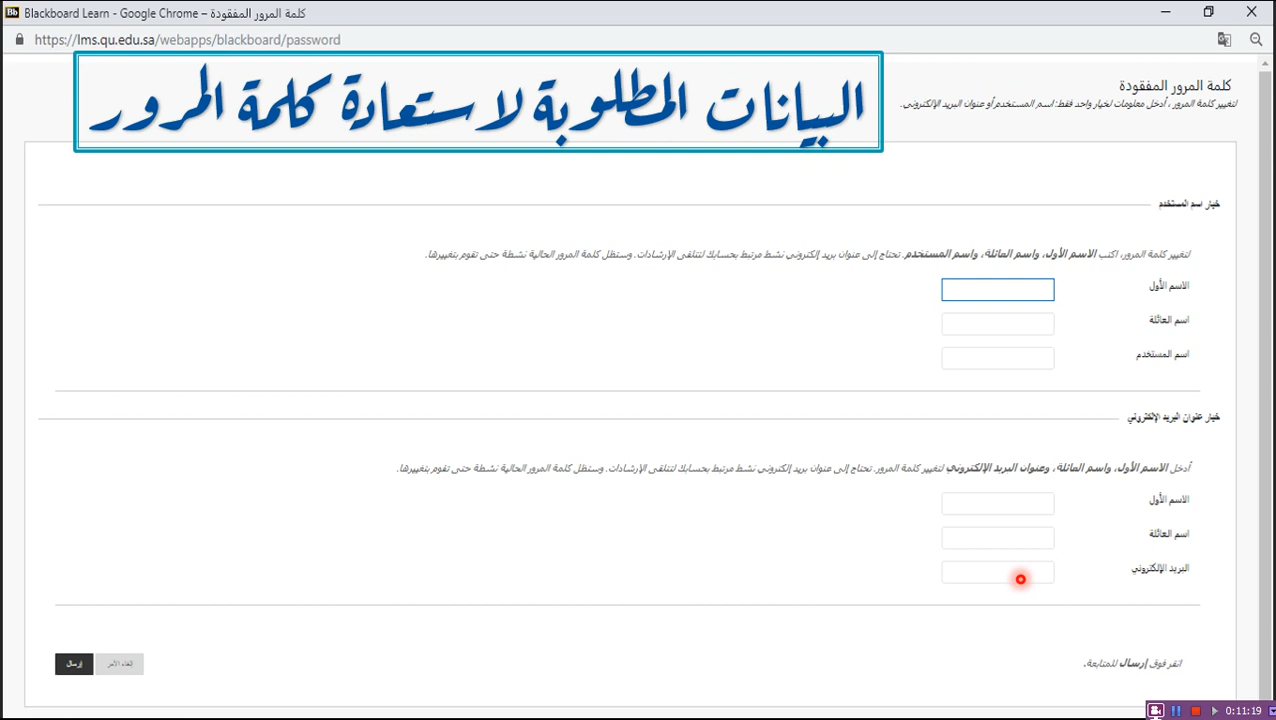 Blackboard Learn - Google Chrome – كلمة المرور المفقودة
https://lms.qu.edu.sa/webapps/blackboard/password
البيانات المطلوبة لاستعادة كلمة المرور
كلمة المرور المفقودة
لتغيير كلمة المرور ، أدخل معلومات لخيار واحد فقط: اسم المستخدم أو عنوان البريد الإلكتروني.
خيار اسم المستخدم
لتغيير كلمة المرور، اكتب الاسم الأول، واسم العائلة، واسم المستخدم. تحتاج إلى عنوان بريد إلكتروني نشط مرتبط بحسابك لتتلقى الإرشادات. وستظل كلمة المرور الحالية نشطة حتى تقوم بتغييرها.
الاسم الأول
اسم العائلة
اسم المستخدم
خيار عنوان البريد الإلكتروني
أدخل الاسم الأول، واسم العائلة، وعنوان البريد الإلكتروني لتغيير كلمة المرور. تحتاج إلى عنوان بريد إلكتروني نشط مرتبط بحسابك لتتلقى الإرشادات. وستظل كلمة المرور الحالية نشطة حتى تقوم بتغييرها.
الاسم الأول
اسم العائلة
البريد الإلكتروني
انقر فوق إرسال للمتابعة.
إلغاء الأمر
إرسال
0:11:19